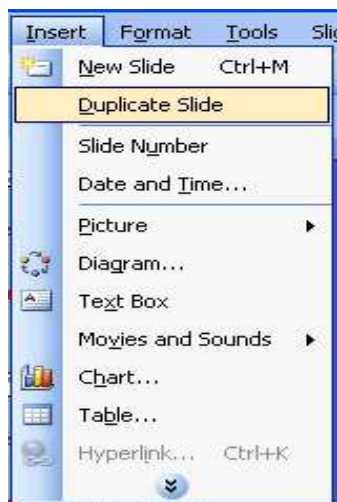 Insert Format Tools
New Slide Ctrl+M
Duplicate Slide
Slide Number
Date and Time...
Picture
Diagram...
Text Box
Movies and Sounds
Chart...
Table...
Hyperlink... Ctrl+K